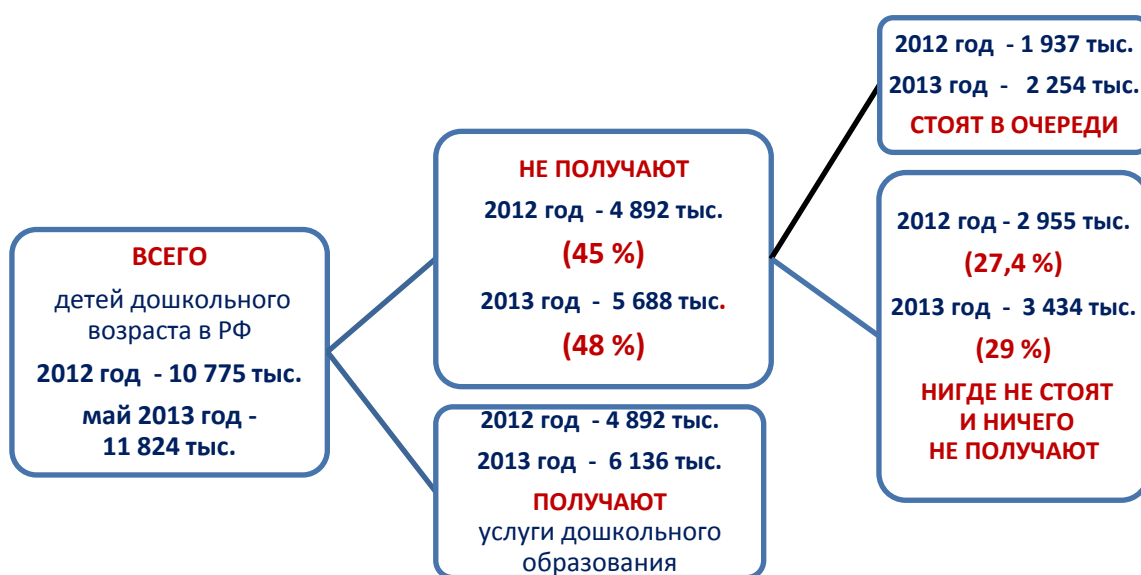 ВСЕГО
детей дошкольного
возраста в РФ
2012 год - 10 775 тыс.
май 2013 год -
11 824 тыс.
НЕ ПОЛУЧАЮТ
2012 год - 4 892 тыс.
(45 %)
2013 год - 5 688 тыс.
(48 %)
2012 год - 4 892 тыс.
2013 год - 6 136 тыс.
ПОЛУЧАЮТ
услуги дошкольного
образования
2012 год - 1 937 тыс.
2013 год - 2 254 тыс.
СТОЯТ В ОЧЕРЕДИ
2012 год - 2 955 тыс.
(27,4 %)
2013 год - 3 434 тыс.
(29 %)
НИГДЕ НЕ СТОЯТ
И НИЧЕГО
НЕ ПОЛУЧАЮТ